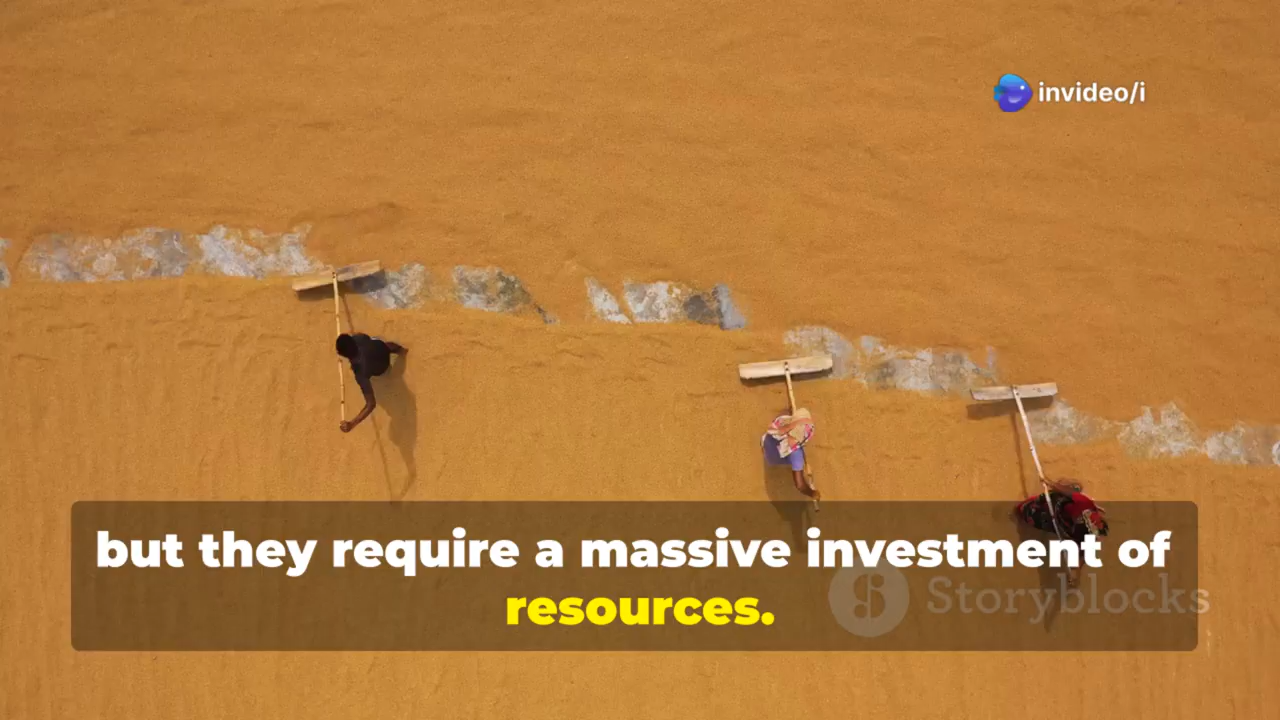 invideo/i
but they require a massive investment of
resources.
Storyblocks